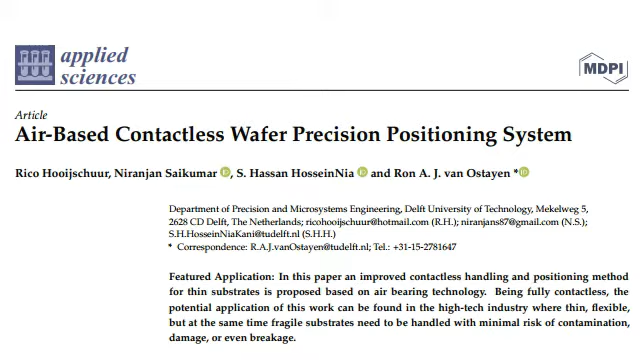 applied
sciences
MDPI
Article
Air-Based Contactless Wafer Precision Positioning System
Rico Hooijschuur, Niranjan Saikumar iD, S. Hassan HosseinNia iD and Ron A. J. van Ostayen *iD
Department of Precision and Microsystems Engineering, Delft University of Technology, Mekelweg 5,
2628 CD Delft, The Netherlands; ricohooijschuur@hotmail.com (R.H.); niranjans87@gmail.com (N.S.);
S.H.HosseinNiaKani@tudelft.nl (S.H.H.)
* Correspondence: R.A.J.vanOstayen@tudelft.nl; Tel.: +31-15-2781647
Featured Application: In this paper an improved contactless handling and positioning method
for thin substrates is proposed based on air bearing technology. Being fully contactless, the
potential application of this work can be found in the high-tech industry where thin, flexible,
but at the same time fragile substrates need to be handled with minimal risk of contamination,
damage, or even breakage.